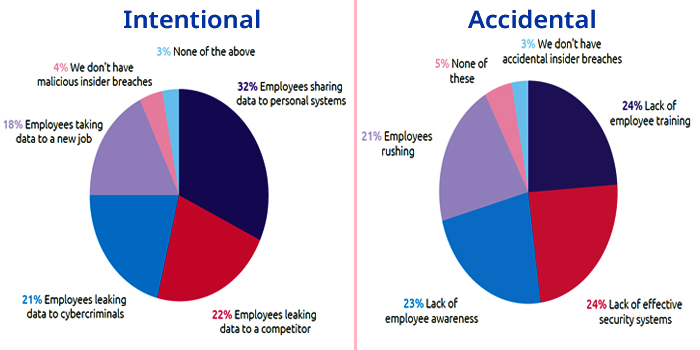 Intentional
3% None of the above
4% We don't have
malicious insider breaches
32% Employees sharing
data to personal systems
18% Employees taking
data to a new job
21% Employees leaking
data to cybercriminals
22% Employees leaking
data to a competitor
Accidental
3% We don't have
accidental insider breaches
5% None of
these
24% Lack of
employee training
21% Employees
rushing
23% Lack of
employee awareness
24% Lack of effective
security systems